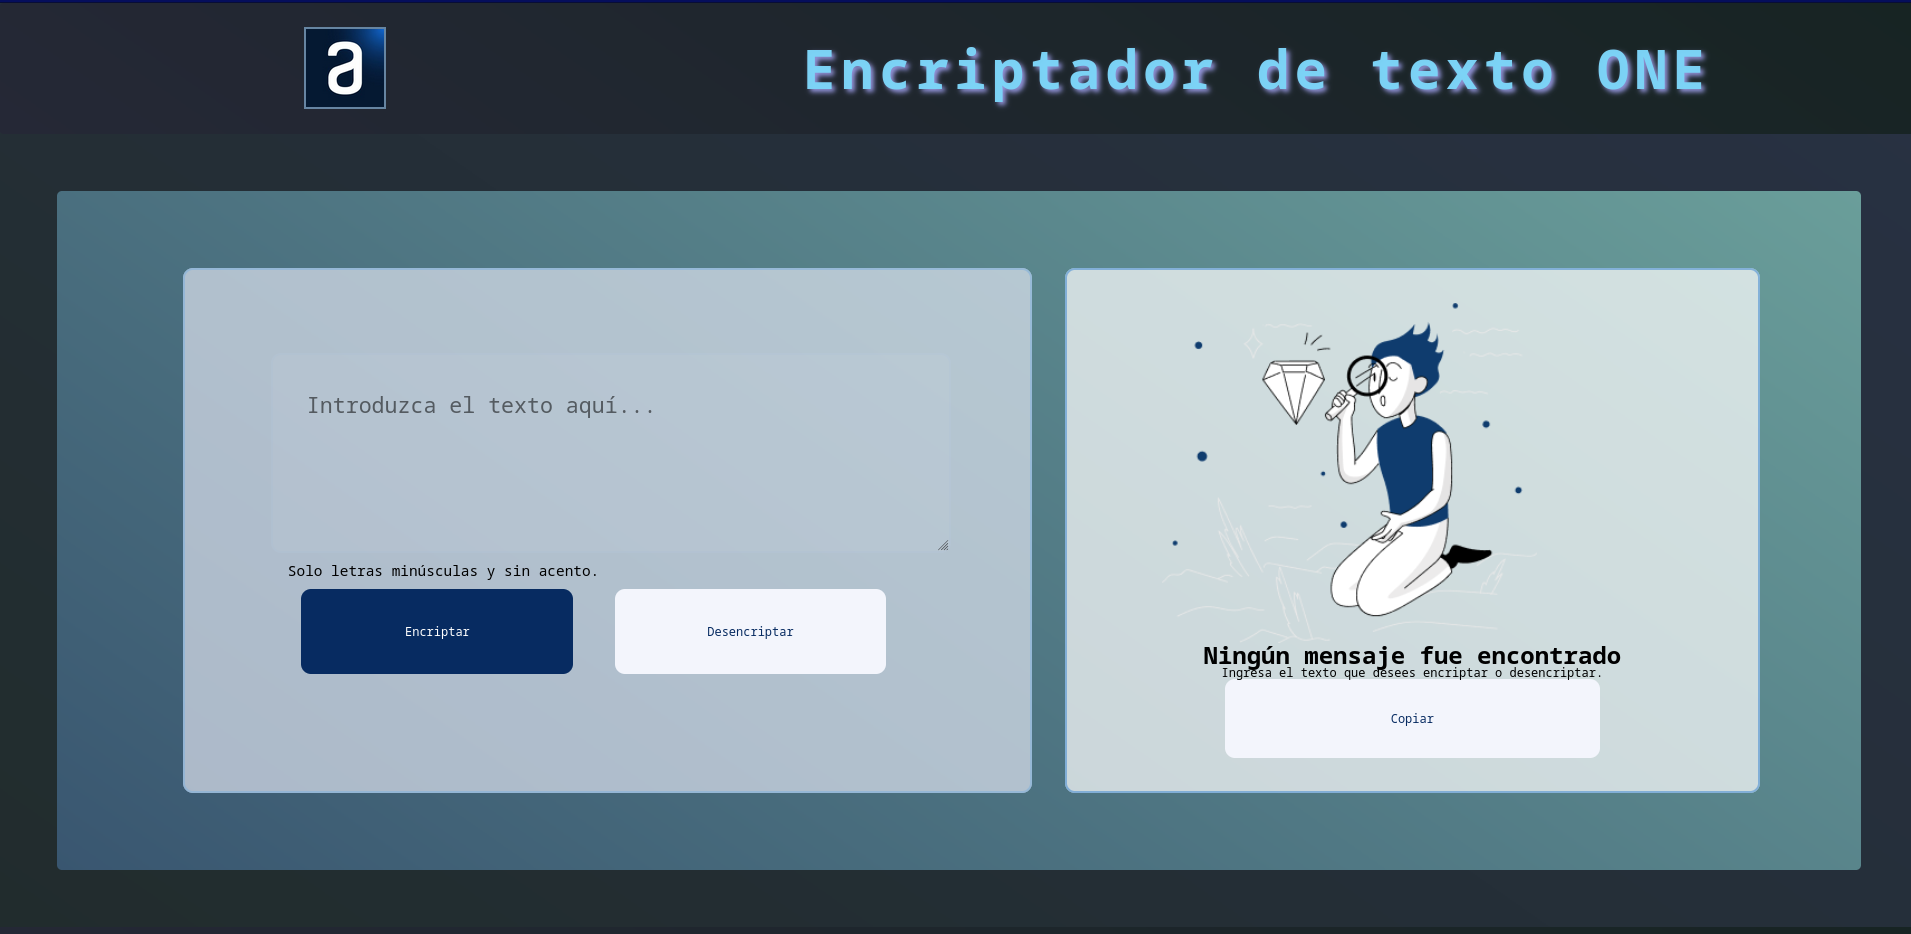 a
Encriptador de texto ONE
Introduzca el texto aquí...
Solo letras minúsculas y sin acento.
Encriptar
Desencriptar
Ningún mensaje fue encontrado
Ingresa el texto que desees encriptar o desencriptar.
Copiar